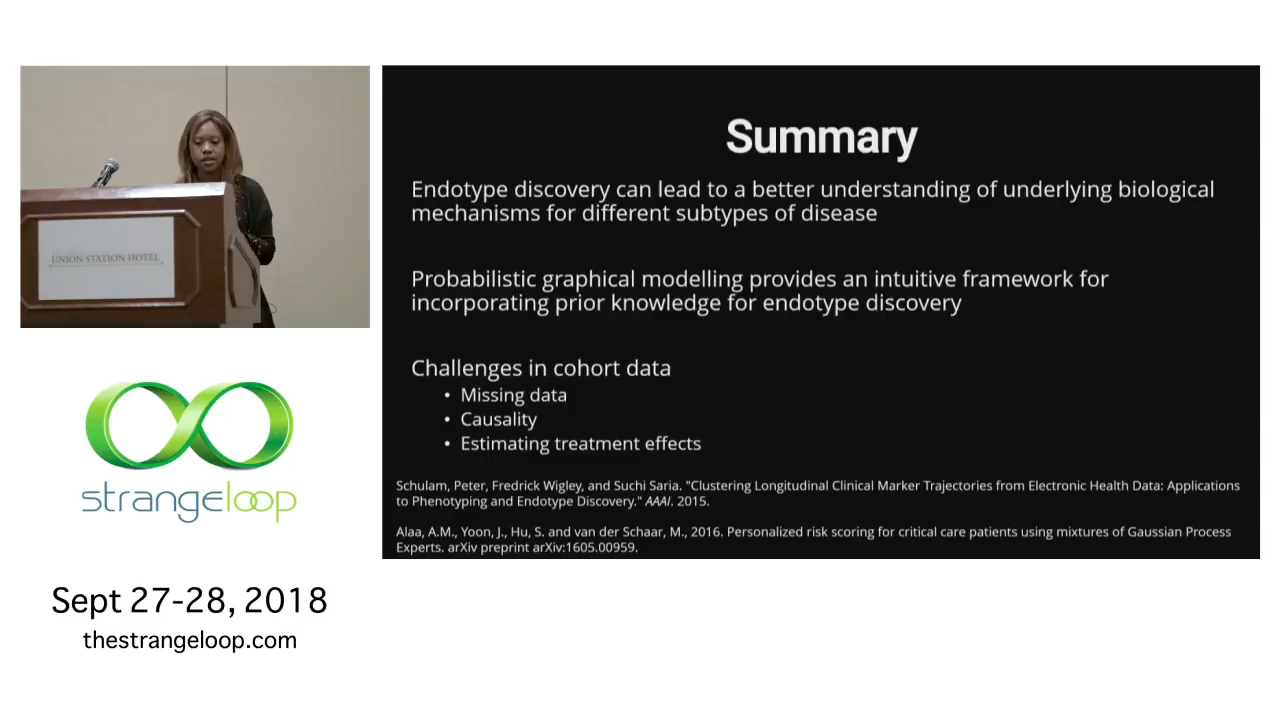 UNION STATION HOTEL
strangeloop
Sept 27-28, 2018
thestrangeloop.com
Summary
Endotype discovery can lead to a better understanding of underlying biological
mechanisms for different subtypes of disease
Probabilistic graphical modelling provides an intuitive framework for
incorporating prior knowledge for endotype discovery
Challenges in cohort data
• Missing data
• Causality
• Estimating treatment effects
Schulam, Peter, Fredrick Wigley, and Suchi Saria. "Clustering Longitudinal Clinical Marker Trajectories from Electronic Health Data: Applications
to Phenotyping and Endotype Discovery." AAAI. 2015.
Alaa, A.M., Yoon, J., Hu, S. and van der Schaar, M., 2016. Personalized risk scoring for critical care patients using mixtures of Gaussian Process
Experts. arXiv preprint arXiv:1605.00959.